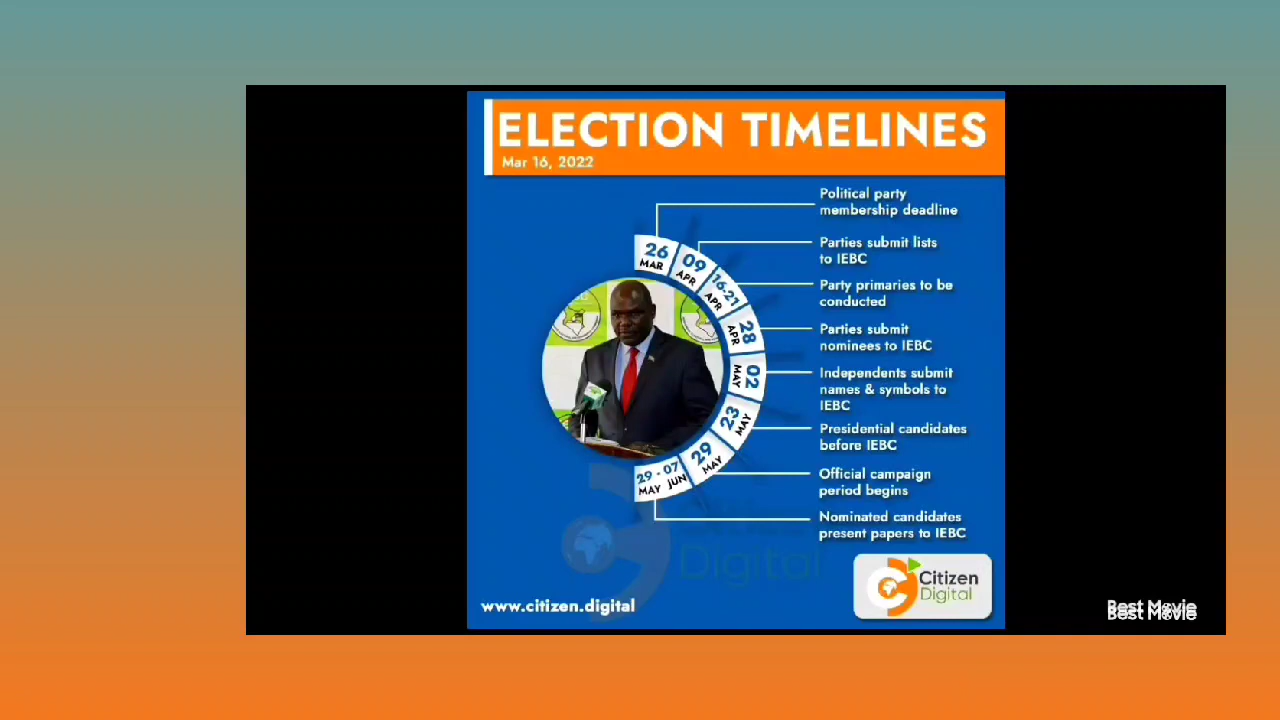 ELECTION TIMELINES
Mar 16, 2022
Political party
membership deadline
26
MAR
Parties submit lists
to IEBC
09
APR
Party primaries to be
conducted
16-21
APR
Parties submit
nominees to IEBC
28
APR
Independents submit
names & symbols to
IEBC
02
MAY
Presidential candidates
before IEBC
23
MAY
Official campaign
period begins
29
MAY
Nominated candidates
present papers to IEBC
29 - 07
MAY JUN
Digital
Citizen
Digital
www.citizen.digital
Best Movie
Best Movie